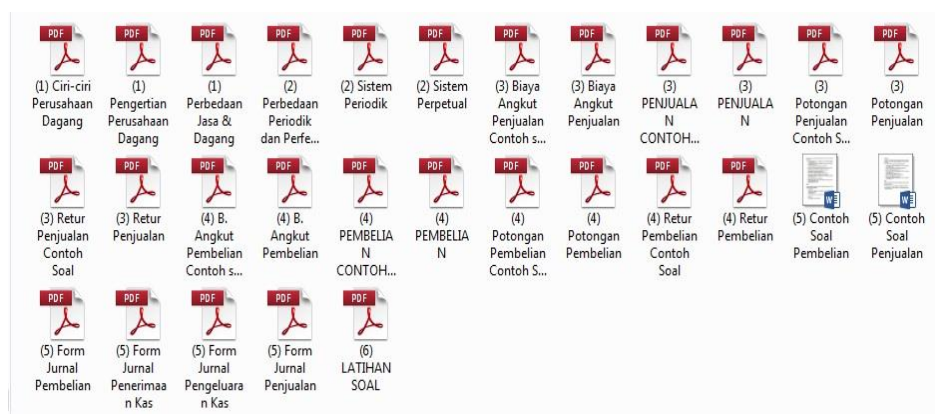 PDF PDF PDF PDF PDF PDF PDF PDF PDF PDF PDF PDF
(1) Ciri-ciri Perusahaan Dagang
(1) Pengertian Perusahaan Dagang
(1) Perbedaan Jasa & Dagang
(2) Perbedaan Periodik dan Perfe...
(2) Sistem Periodik
(2) Sistem Perpetual
(3) Biaya Angkut Penjualan Contoh s...
(3) Biaya Angkut Penjualan
(3) PENJUALA N CONTOH...
(3) PENJUALA N
(3) Potongan Penjualan Contoh S...
(3) Potongan Penjualan
PDF PDF PDF PDF PDF PDF PDF PDF PDF PDF W W
(3) Retur Penjualan Contoh Soal
(3) Retur Penjualan
(4) B. Angkut Pembelian Contoh s...
(4) B. Angkut Pembelian
(4) PEMBELIA N CONTOH...
(4) PEMBELIA N
(4) Potongan Pembelian Contoh S...
(4) Potongan Pembelian
(4) Retur Pembelian Contoh Soal
(4) Retur Pembelian
(5) Contoh Soal Pembelian
(5) Contoh Soal Penjualan
PDF PDF PDF PDF PDF
(5) Form Jurnal Pembelian
(5) Form Jurnal Penerimaa n Kas
(5) Form Jurnal Pengeluara n Kas
(5) Form Jurnal Penjualan
(6) LATIHAN SOAL